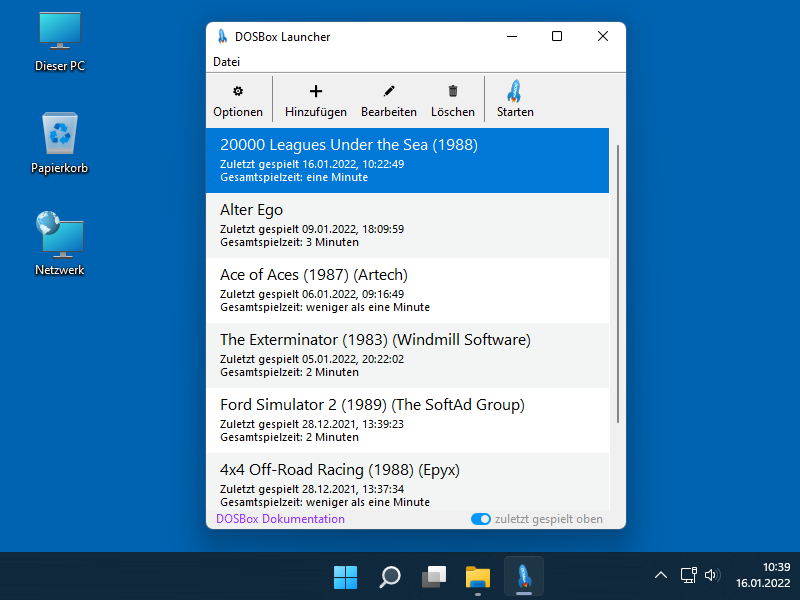 Dieser PC
Papierkorb
Netzwerk
DOSBox Launcher
Datei
Optionen Hinzufügen Bearbeiten Löschen Starten
20000 Leagues Under the Sea (1988)
Zuletzt gespielt 16.01.2022, 10:22:49
Gesamtspielzeit: eine Minute
Alter Ego
Zuletzt gespielt 09.01.2022, 18:09:59
Gesamtspielzeit: 3 Minuten
Ace of Aces (1987) (Artech)
Zuletzt gespielt 06.01.2022, 09:16:49
Gesamtspielzeit: weniger als eine Minute
The Exterminator (1983) (Windmill Software)
Zuletzt gespielt 05.01.2022, 20:22:02
Gesamtspielzeit: 2 Minuten
Ford Simulator 2 (1989) (The SoftAd Group)
Zuletzt gespielt 28.12.2021, 13:39:23
Gesamtspielzeit: 2 Minuten
4x4 Off-Road Racing (1988) (Epyx)
Zuletzt gespielt 28.12.2021, 13:37:34
Gesamtspielzeit: weniger als eine Minute
DOSBox Dokumentation zuletzt gespielt oben
10:39
16.01.2022